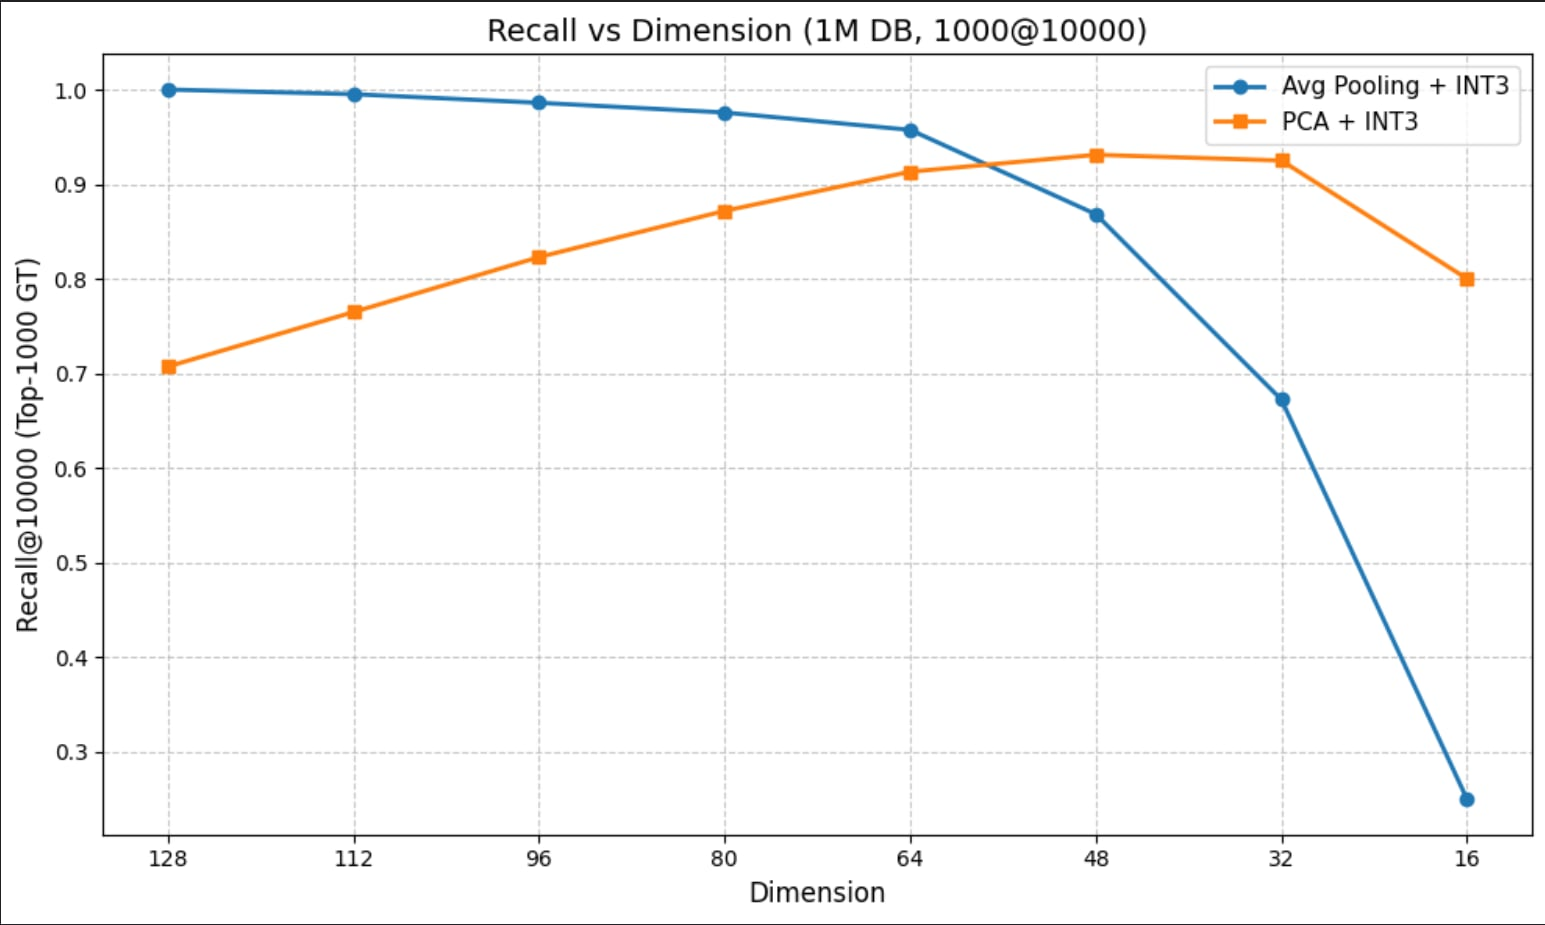 Recall vs Dimension (1M DB, 1000@10000)
Avg Pooling + INT3
PCA + INT3
Recall@10000 (Top-1000 GT)
1.0
0.9
0.8
0.7
0.6
0.5
0.4
0.3
128 112 96 80 64 48 32 16
Dimension